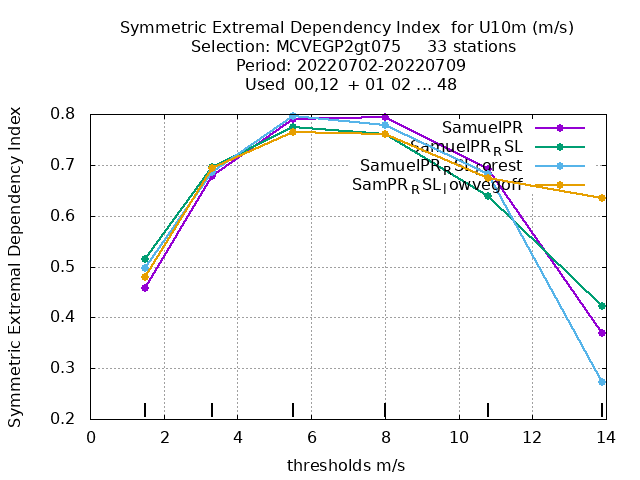 Symmetric Extremal Dependency Index for U10m (m/s)
Selection: MCVEGP2gt075 33 stations
Period: 20220702-20220709
Used 00,12 + 01 02 ... 48
Symmetric Extremal Dependency Index
0.8
0.7
0.6
0.5
0.4
0.3
0.2
SamuelPR
SamuelPR_RSL
SamPR_RSL_lowvegoff
0 2 4 6 8 10 12 14
thresholds m/s